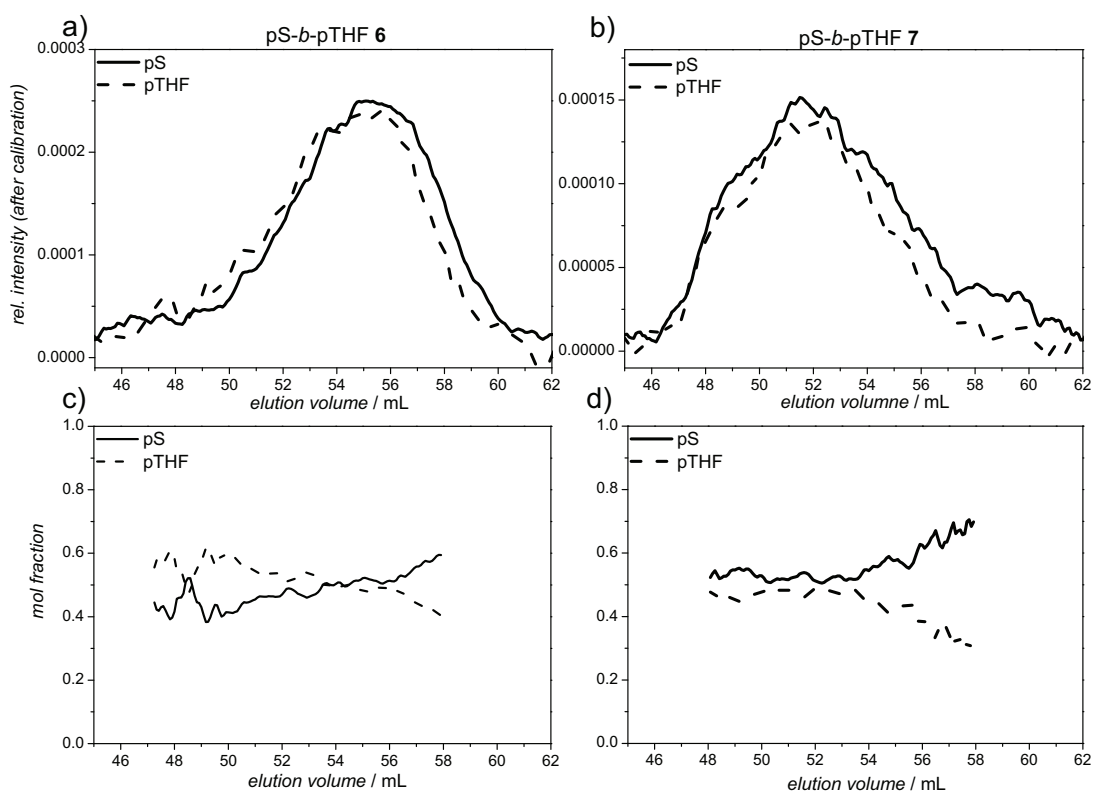 a)
pS-b-pTHF 6
pS
pTHF
rel. intensity (after calibration)
0.0003
0.0002
0.0001
0.0000
46 48 50 52 54 56 58 60 62
elution volume / mL
b)
pS-b-pTHF 7
pS
pTHF
0.00015
0.00010
0.00005
0.00000
46 48 50 52 54 56 58 60 62
elution volumne / mL
c)
pS
pTHF
mol fraction
1.0
0.8
0.6
0.4
0.2
0.0
46 48 50 52 54 56 58 60 62
elution volume / mL
d)
pS
pTHF
1.0
0.8
0.6
0.4
0.2
0.0
46 48 50 52 54 56 58 60 62
elution volume / mL